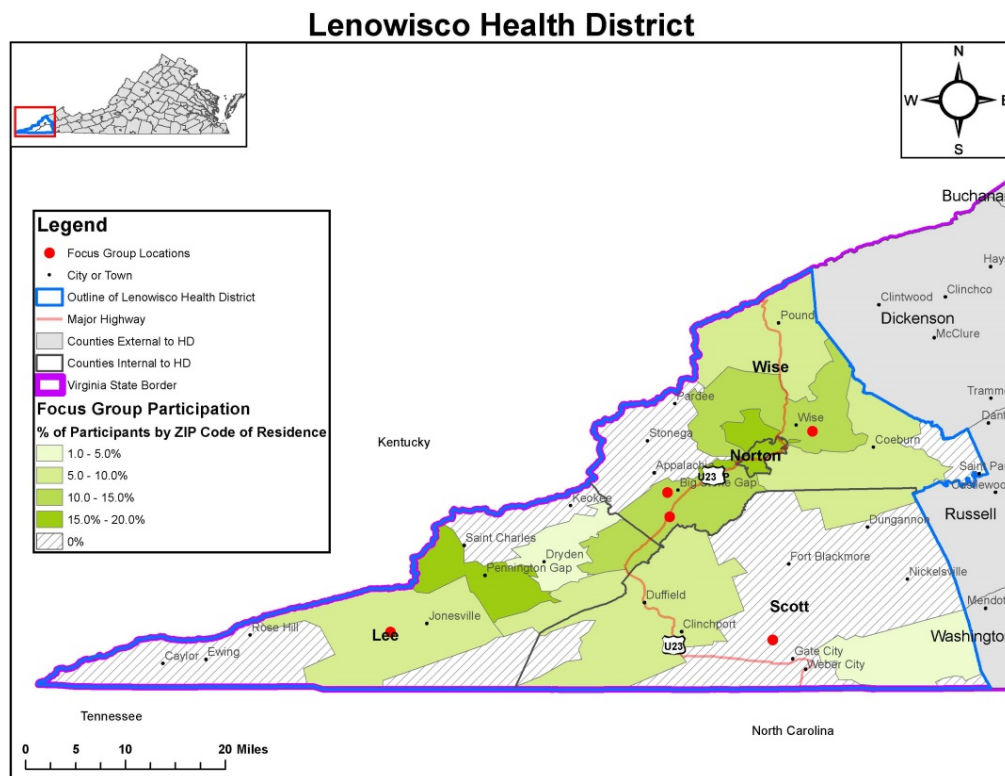 Lenowisco Health District
N
W
E
S
Legend
Focus Group Locations
City or Town
Outline of Lenowisco Health District
Major Highway
Counties External to HD
Counties Internal to HD
Virginia State Border
Focus Group Participation
% of Participants by ZIP Code of Residence
1.0 - 5.0%
5.0 - 10.0%
10.0 - 15.0%
15.0% - 20.0%
0%
Buchanan
Clintwood
Clinchco
Dickenson
McClure
Pound
Wise
Pardee
Wise
Stonega
Coeburn
Kentucky
Norton
Appalachia
U23
Big Stone Gap
Keokee
Russell
Dungannon
Saint Charles
Dryden
Fort Blackmore
Pennington Gap
Nickelsville
Duffield
Scott
Jonesville
Lee
Rose Hill
Clinchport
Washington
U23
Caylor
Ewing
Gate City
Weber City
Tennessee
North Carolina
0 5 10 20 Miles